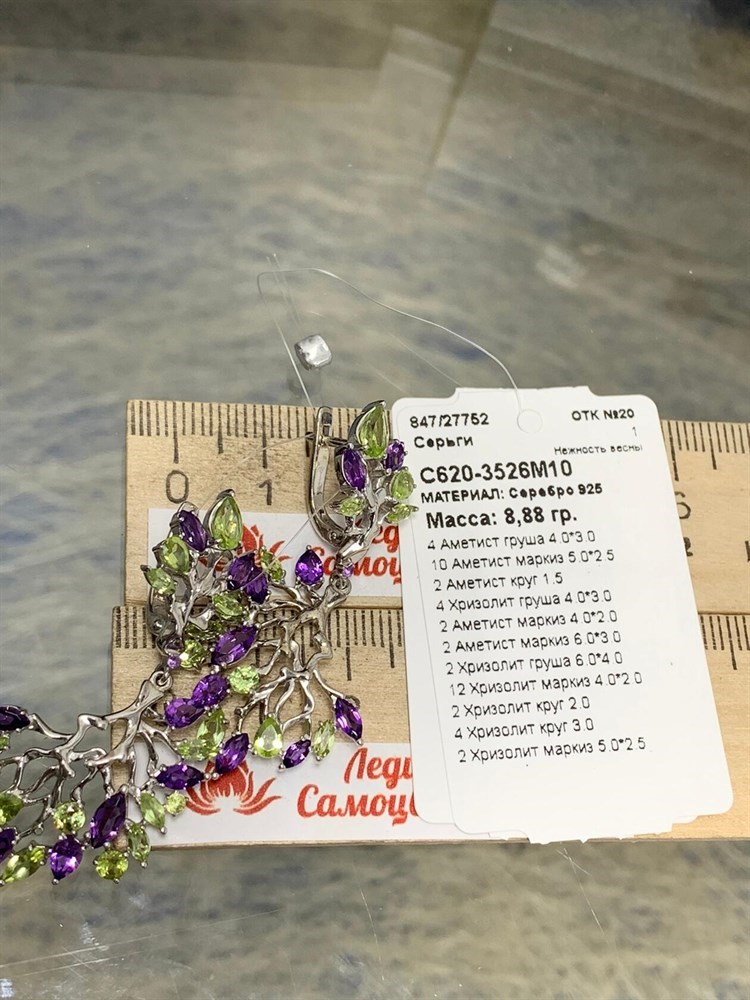 847/27752
ОТК №20
Серьги
1
Нежность весны
С620-3526М10
МАТЕРИАЛ: Серебро 925
Масса: 8,88 гр.
4 Аметист груша 4.0*3.0
10 Аметист маркиз 5.0*2.5
2 Аметист круг 1.5
4 Хризолит груша 4.0*3.0
2 Аметист маркиз 4.0*2.0
2 Аметист маркиз 6.0*3.0
2 Хризолит груша 6.0*4.0
12 Хризолит маркиз 4.0*2.0
2 Хризолит круг 2.0
4 Хризолит круг 3.0
2 Хризолит маркиз 5.0*2.5
0 1
Леди
Самоц